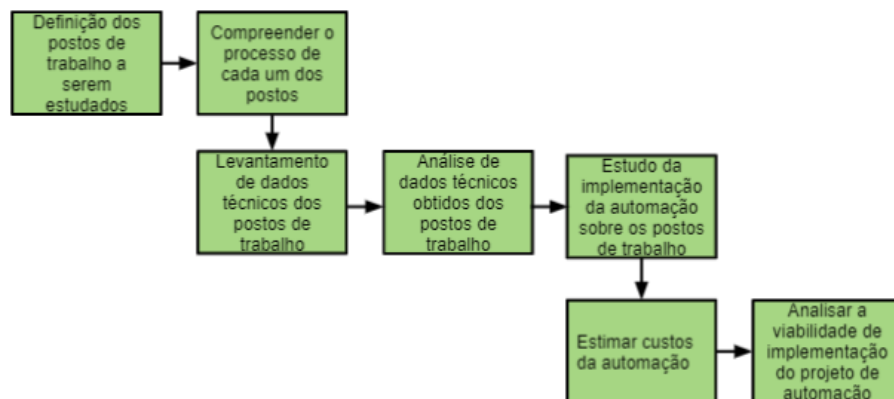 Definição dos
postos de
trabalho a
serem
estudados
Compreender o
processo de
cada um dos
postos
Levantamento
de dados
técnicos dos
postos de
trabalho
Análise de
dados técnicos
obtidos dos
postos de
trabalho
Estudo da
implementação
da automação
sobre os postos
de trabalho
Estimar custos
da automação
Analisar a
viabilidade de
implementação
do projeto de
automação